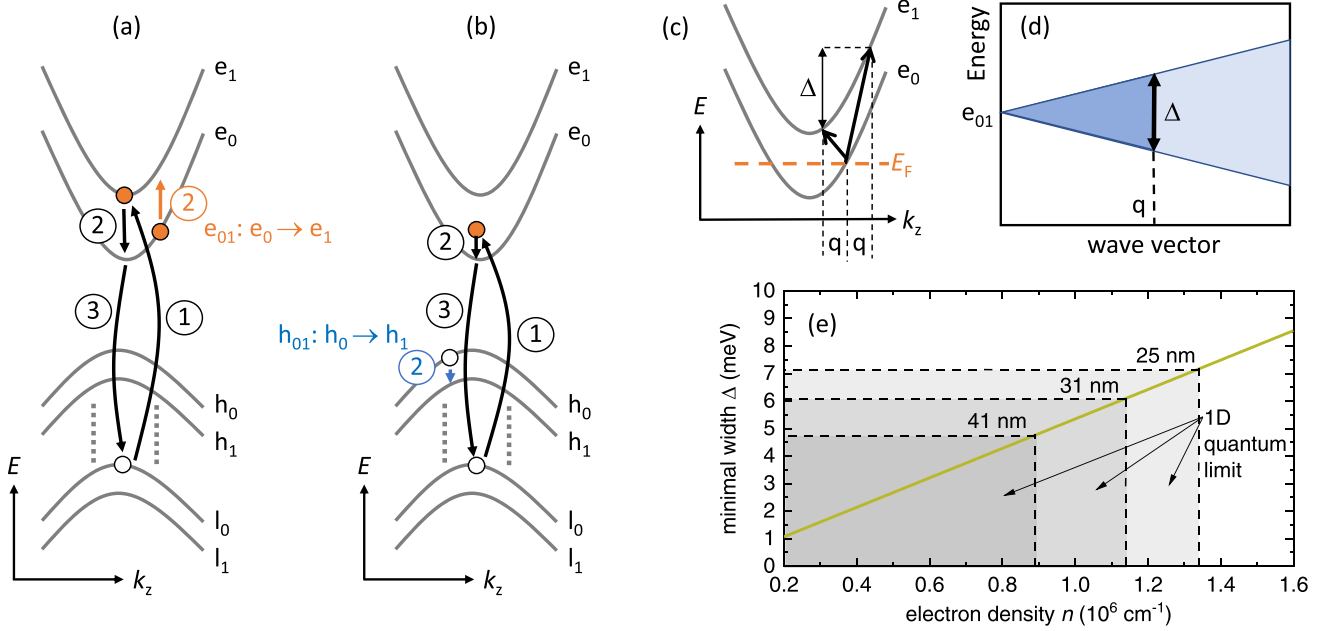 (a)
e1
e0
2
2
e01: e0 → e1
3
1
h0
h1
E
l0
l1
kz
(b)
e1
e0
2
3
1
h01: h0 → h1
2
h0
h1
E
l0
l1
kz
(c)
e1
e0
Δ
E
EF
kz
q q
(d)
Energy
e01
Δ
q
wave vector
(e)
minimal width Δ (meV)
10
9
8
7
6
5
4
3
2
1
0
25 nm
31 nm
41 nm
1D
quantum
limit
0.2 0.4 0.6 0.8 1.0 1.2 1.4 1.6
electron density n (10⁶ cm⁻¹)